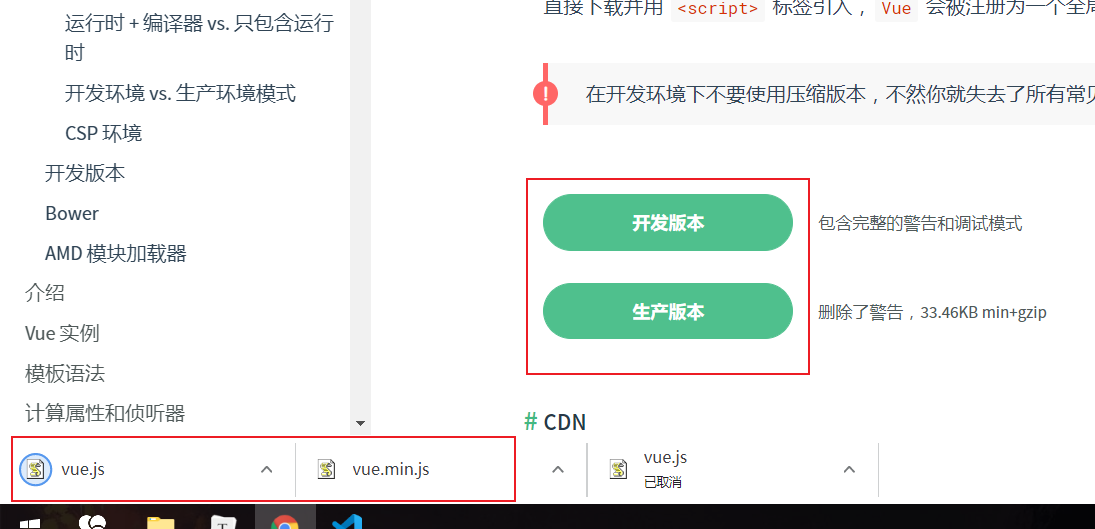 运行时 + 编译器 vs. 只包含运行
时
开发环境 vs. 生产环境模式
CSP 环境
开发版本
Bower
AMD 模块加载器
介绍
Vue 实例
模板语法
计算属性和侦听器
直接下载并用 <script> 标签引入，Vue 会被注册为一个全
在开发环境下不要使用压缩版本，不然你就失去了所有常
开发版本
包含完整的警告和调试模式
生产版本
删除了警告，33.46KB min+gzip
# CDN
vue.js
vue.min.js
vue.js
已取消